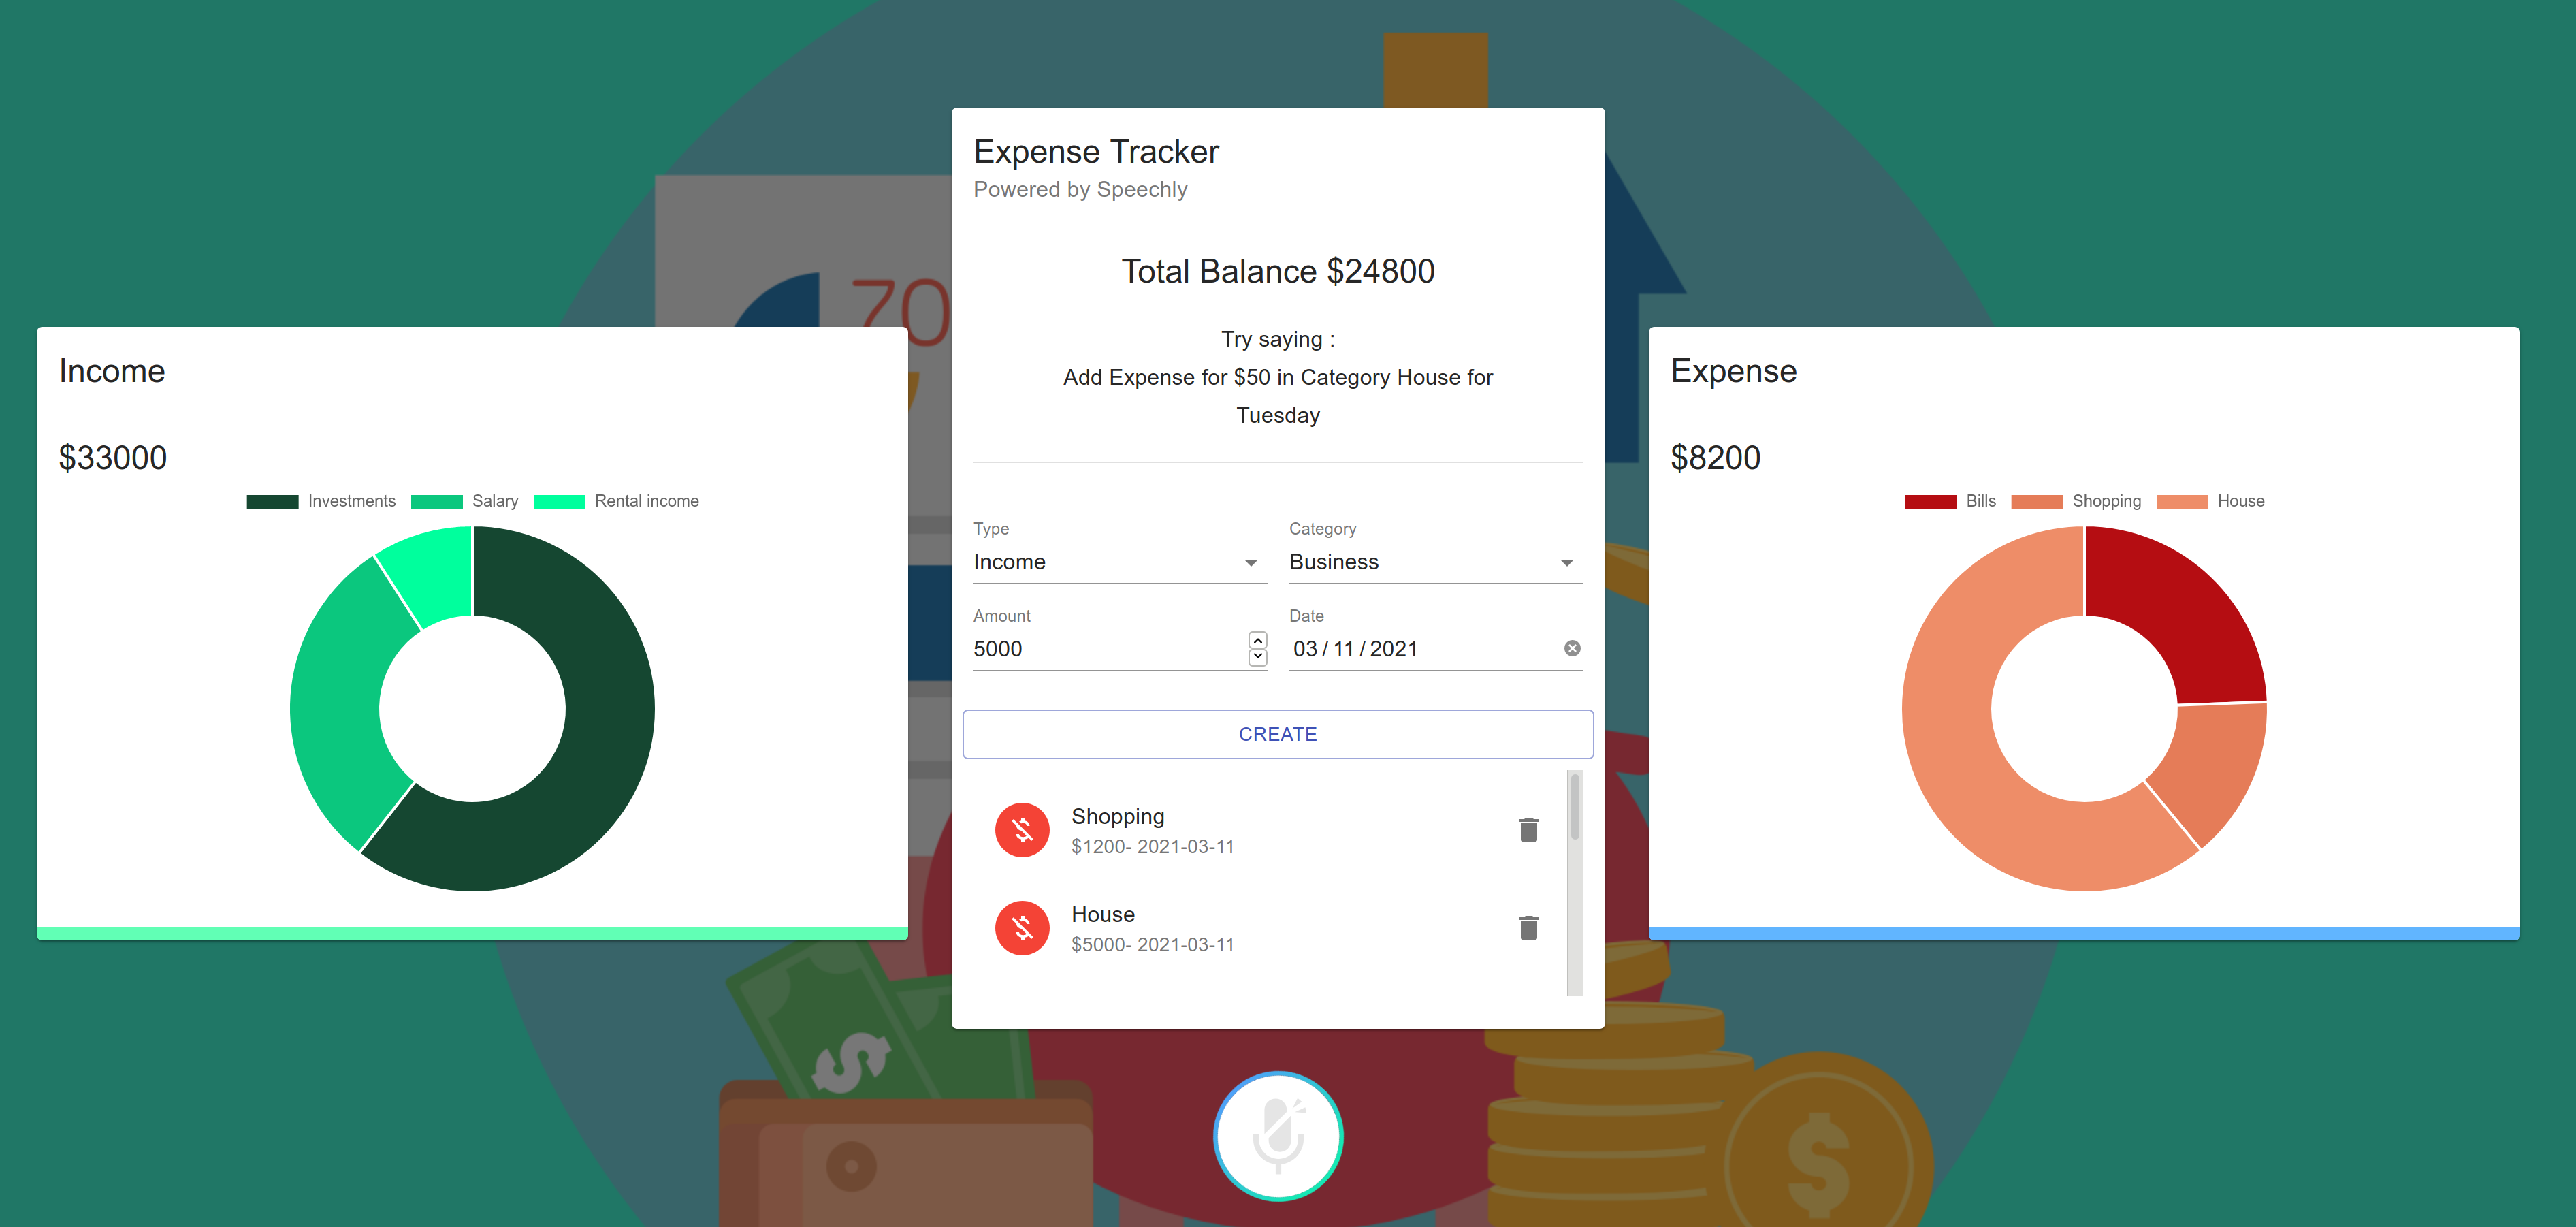 70
Expense Tracker
Powered by Speechly
Total Balance $24800
Try saying :
Add Expense for $50 in Category House for
Tuesday
Income
$33000
Investments Salary Rental income
Type
Income
Category
Business
Amount
5000
Date
03/11/2021
CREATE
Shopping
$1200- 2021-03-11
House
$5000- 2021-03-11
Expense
$8200
Bills Shopping House
$
$